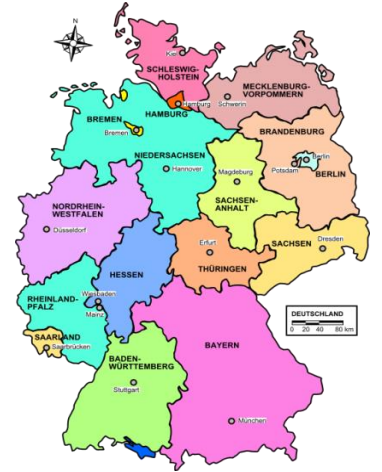 N
Kiel
SCHLESWIG-
HOLSTEIN
MECKLENBURG-
VORPOMMERN
Hamburg
Schwerin
HAMBURG
BREMEN
Bremen
BRANDENBURG
NIEDERSACHSEN
Hannover
Magdeburg
Berlin
Potsdam
BERLIN
SACHSEN-
ANHALT
NORDRHEIN-
WESTFALEN
Düsseldorf
Erfurt
SACHSEN
Dresden
HESSEN
THÜRINGEN
RHEINLAND-
PFALZ
Wiesbaden
Mainz
DEUTSCHLAND
0 20 40 80 km
SAARLAND
Saarbrücken
BADEN-
WÜRTTEMBERG
BAYERN
Stuttgart
München